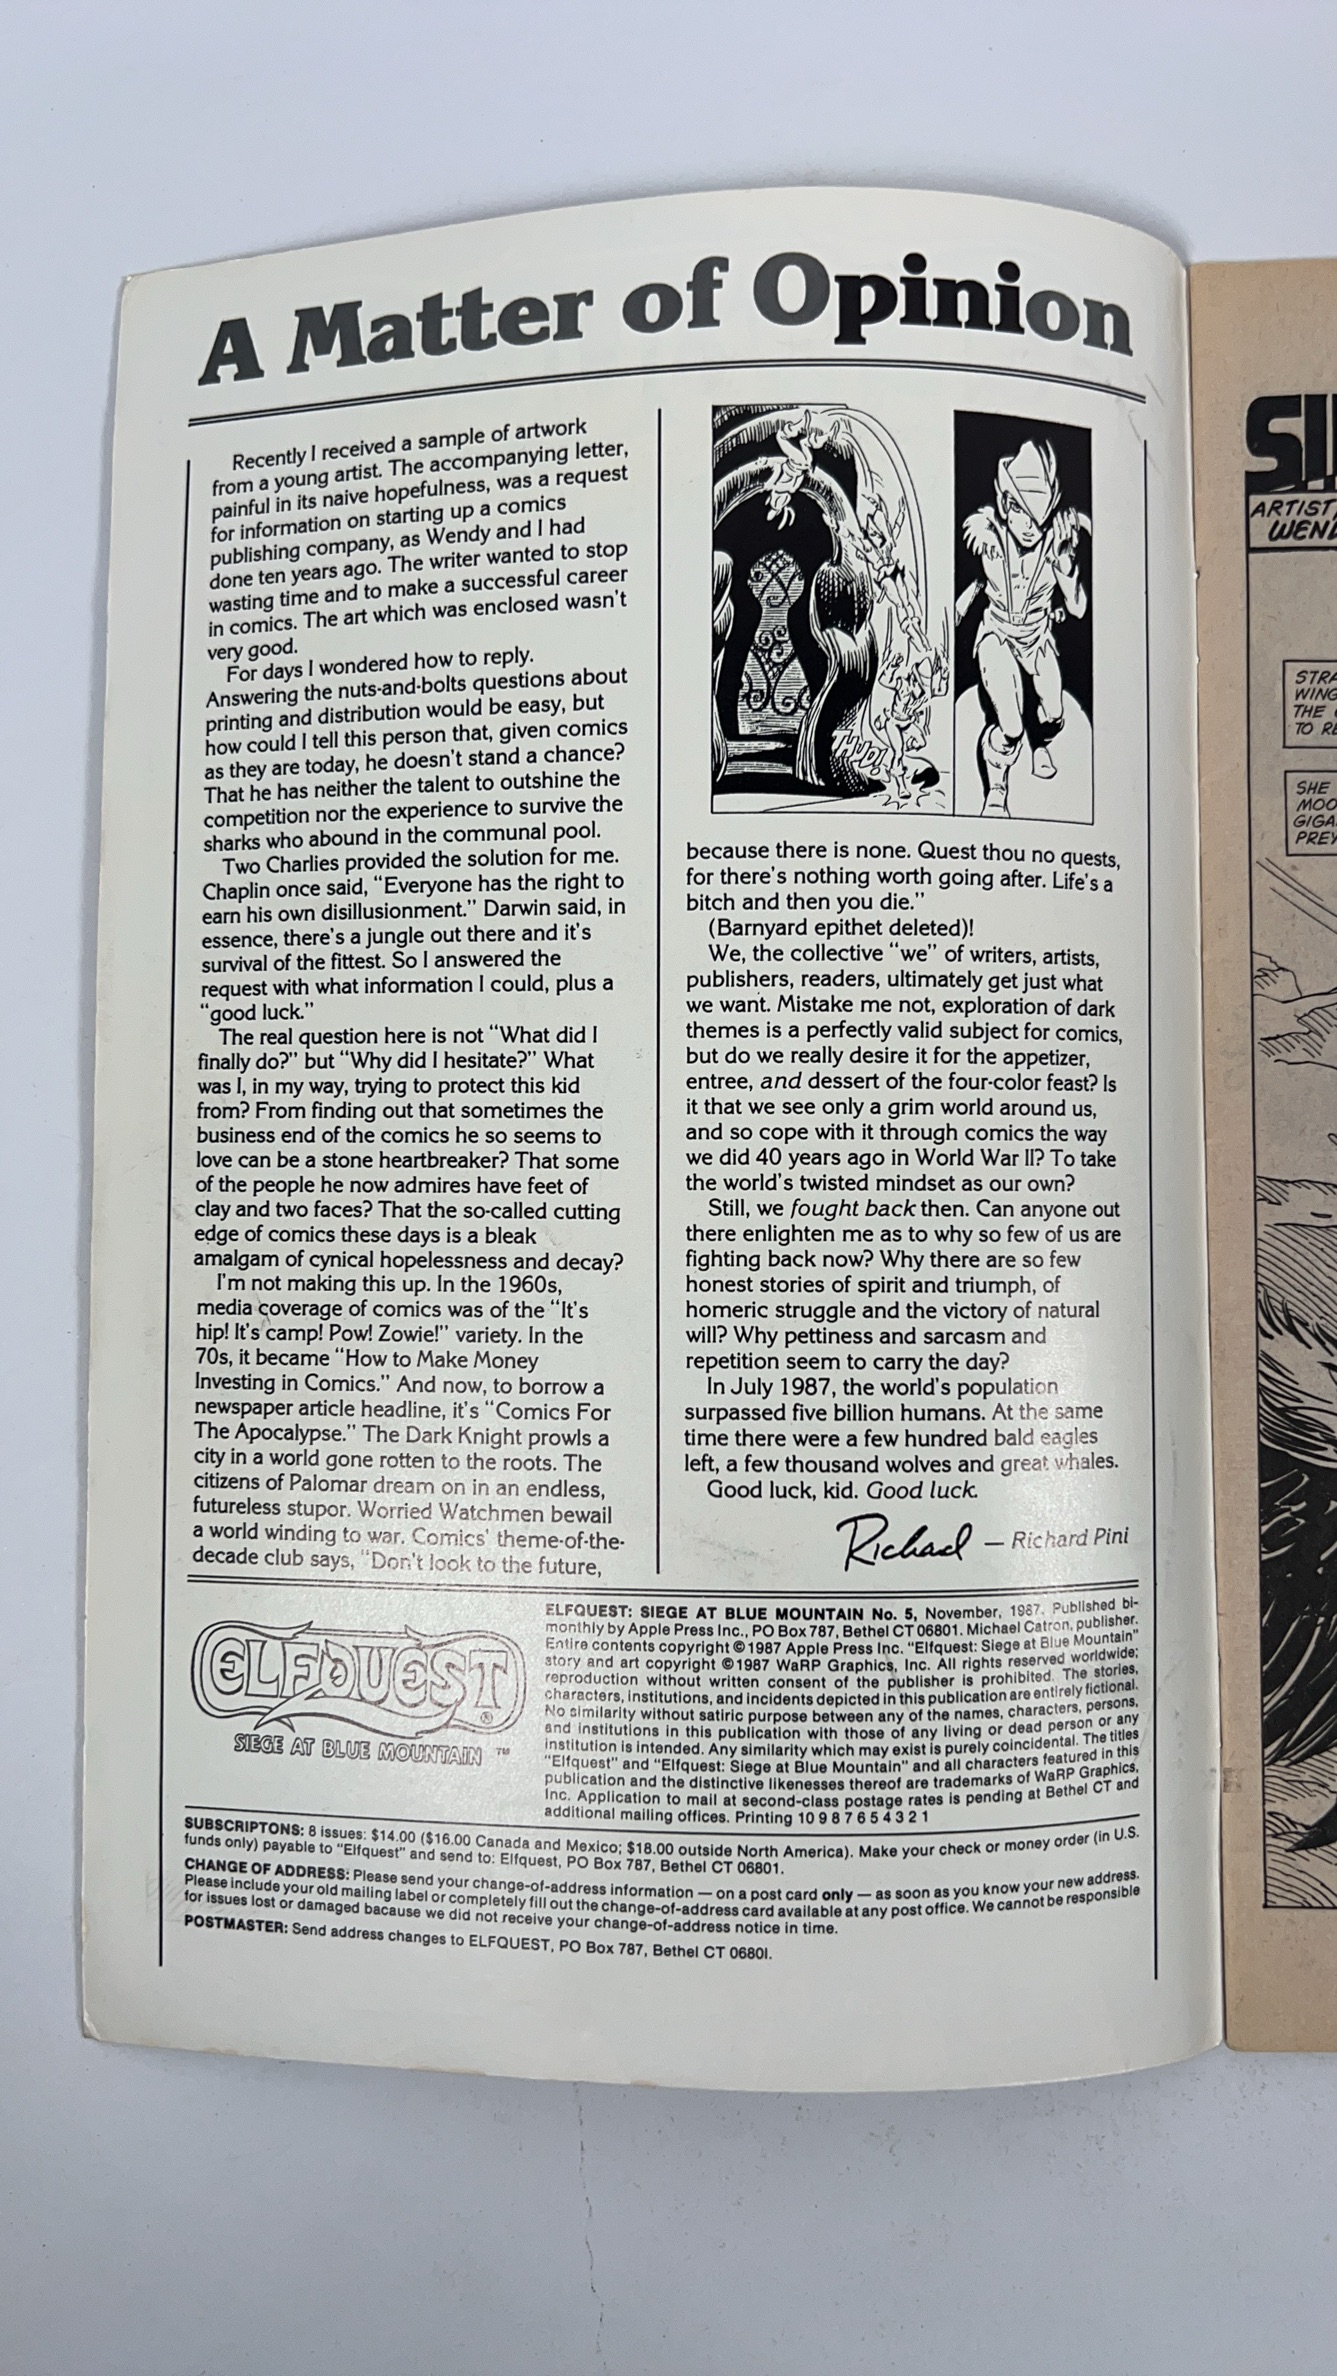 A Matter of Opinion
Recently I received a sample of artwork
from a young artist. The accompanying letter,
painful in its naive hopefulness, was a request
for information on starting up a comics
publishing company, as Wendy and I had
done ten years ago. The writer wanted to stop
wasting time and to make a successful career
in comics. The art which was enclosed wasn't
very good.
For days I wondered how to reply.
Answering the nuts-and-bolts questions about
printing and distribution would be easy, but
how could I tell this person that, given comics
as they are today, he doesn't stand a chance?
That he has neither the talent to outshine the
competition nor the experience to survive the
sharks who abound in the communal pool.
Two Charlies provided the solution for me.
Chaplin once said, "Everyone has the right to
earn his own disillusionment." Darwin said, in
essence, there's a jungle out there and it's
survival of the fittest. So I answered the
request with what information I could, plus a
"good luck."
The real question here is not "What did I
finally do?" but "Why did I hesitate?" What
was I, in my way, trying to protect this kid
from? From finding out that sometimes the
business end of the comics he so seems to
love can be a stone heartbreaker? That some
of the people he now admires have feet of
clay and two faces? That the so-called cutting
edge of comics these days is a bleak
amalgam of cynical hopelessness and decay?
I'm not making this up. In the 1960s,
media coverage of comics was of the "It's
hip! It's camp! Pow! Zowie!" variety. In the
70s, it became "How to Make Money
Investing in Comics." And now, to borrow a
newspaper article headline, it's "Comics For
The Apocalypse." The Dark Knight prowls a
city in a world gone rotten to the roots. The
citizens of Palomar dream on in an endless,
futureless stupor. Worried Watchmen bewail
a world winding to war. Comics' theme-of-the-
decade club says, "Don't look to the future,
THUD!
because there is none. Quest thou no quests,
for there's nothing worth going after. Life's a
bitch and then you die."
(Barnyard epithet deleted)!
We, the collective "we" of writers, artists,
publishers, readers, ultimately get just what
we want. Mistake me not, exploration of dark
themes is a perfectly valid subject for comics,
but do we really desire it for the appetizer,
entree, and dessert of the four-color feast? Is
it that we see only a grim world around us,
and so cope with it through comics the way
we did 40 years ago in World War II? To take
the world's twisted mindset as our own?
Still, we fought back then. Can anyone out
there enlighten me as to why so few of us are
fighting back now? Why there are so few
honest stories of spirit and triumph, of
homeric struggle and the victory of natural
will? Why pettiness and sarcasm and
repetition seem to carry the day?
In July 1987, the world's population
surpassed five billion humans. At the same
time there were a few hundred bald eagles
left, a few thousand wolves and great whales.
Good luck, kid. Good luck.
Richard — Richard Pini
ELFQUEST ®
SIEGE AT BLUE MOUNTAIN ™
ELFQUEST: SIEGE AT BLUE MOUNTAIN No. 5, November, 1987. Published bi-
monthly by Apple Press Inc., PO Box 787, Bethel CT 06801. Michael Catron, publisher.
Entire contents copyright © 1987 Apple Press Inc. "Elfquest: Siege at Blue Mountain"
story and art copyright © 1987 WaRP Graphics, Inc. All rights reserved worldwide;
reproduction without written consent of the publisher is prohibited. The stories,
characters, institutions, and incidents depicted in this publication are entirely fictional.
No similarity without satiric purpose between any of the names, characters, persons,
and institutions in this publication with those of any living or dead person or any
institution is intended. Any similarity which may exist is purely coincidental. The titles
"Elfquest" and "Elfquest: Siege at Blue Mountain" and all characters featured in this
publication and the distinctive likenesses thereof are trademarks of WaRP Graphics,
Inc. Application to mail at second-class postage rates is pending at Bethel CT and
additional mailing offices. Printing 10 9 8 7 6 5 4 3 2 1
SUBSCRIPTONS: 8 issues: $14.00 ($16.00 Canada and Mexico; $18.00 outside North America). Make your check or money order (in U.S.
funds only) payable to "Elfquest" and send to: Elfquest, PO Box 787, Bethel CT 06801.
CHANGE OF ADDRESS: Please send your change-of-address information — on a post card only — as soon as you know your new address.
Please include your old mailing label or completely fill out the change-of-address card available at any post office. We cannot be responsible
for issues lost or damaged bacause we did not receive your change-of-address notice in time.
POSTMASTER: Send address changes to ELFQUEST, PO Box 787, Bethel CT 0680l.
ARTIST
STRA
WING
THE
TO RE
SHE
MOO
GIGA
PREY